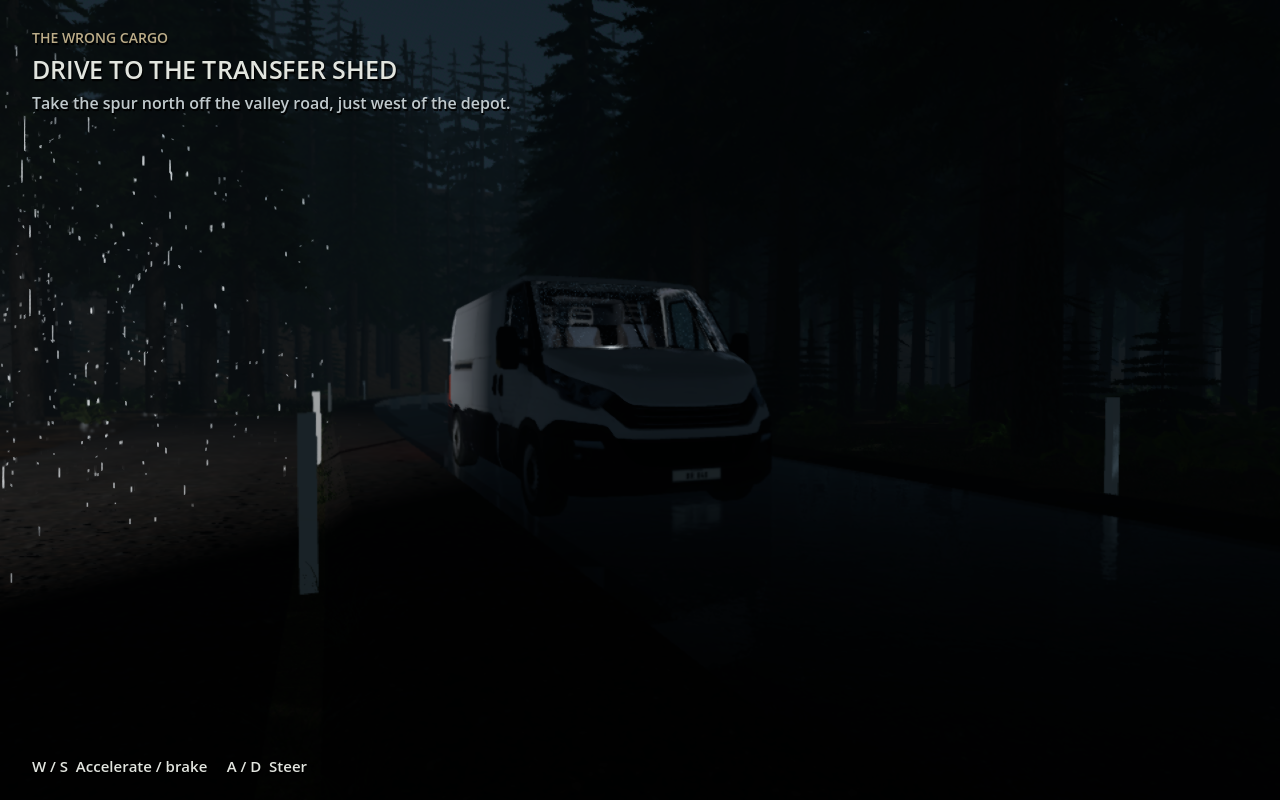 THE WRONG CARGO
DRIVE TO THE TRANSFER SHED
Take the spur north off the valley road, just west of the depot.
W / S Accelerate / brake A / D Steer